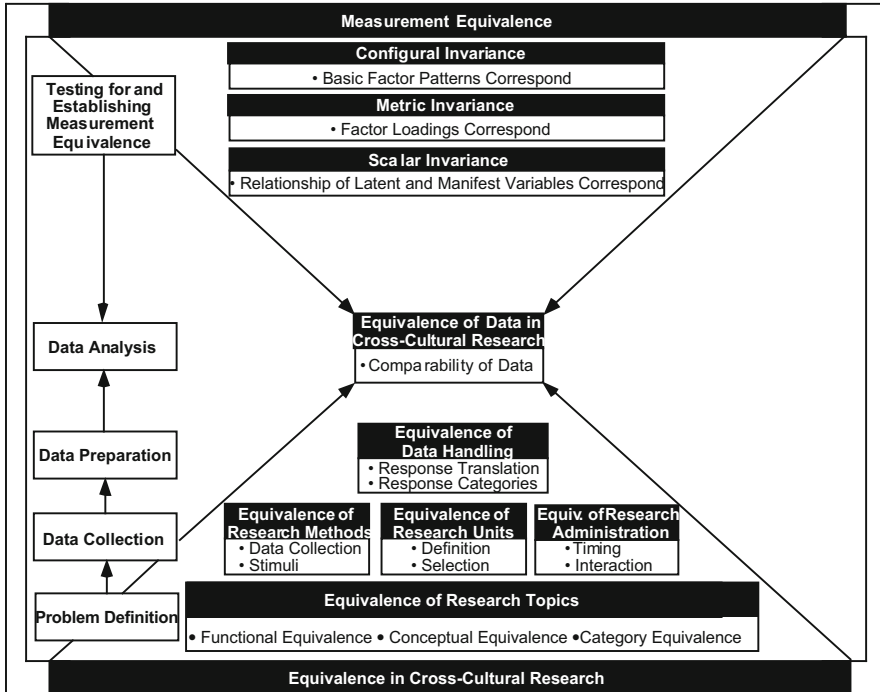 Measurement Equivalence
Configural Invariance
• Basic Factor Patterns Correspond
Testing for and
Establishing
Measurement
Equivalence
Metric Invariance
• Factor Loadings Correspond
Scalar Invariance
• Relationship of Latent and Manifest Variables Correspond
Equivalence of Data in
Cross-Cultural Research
• Comparability of Data
Data Analysis
Equivalence of
Data Handling
• Response Translation
• Response Categories
Data Preparation
Equivalence of
Research Methods
• Data Collection
• Stimuli
Equivalence of
Research Units
• Definition
• Selection
Equiv. of Research
Administration
• Timing
• Interaction
Data Collection
Problem Definition
Equivalence of Research Topics
• Functional Equivalence • Conceptual Equivalence •Category Equivalence
Equivalence in Cross-Cultural Research